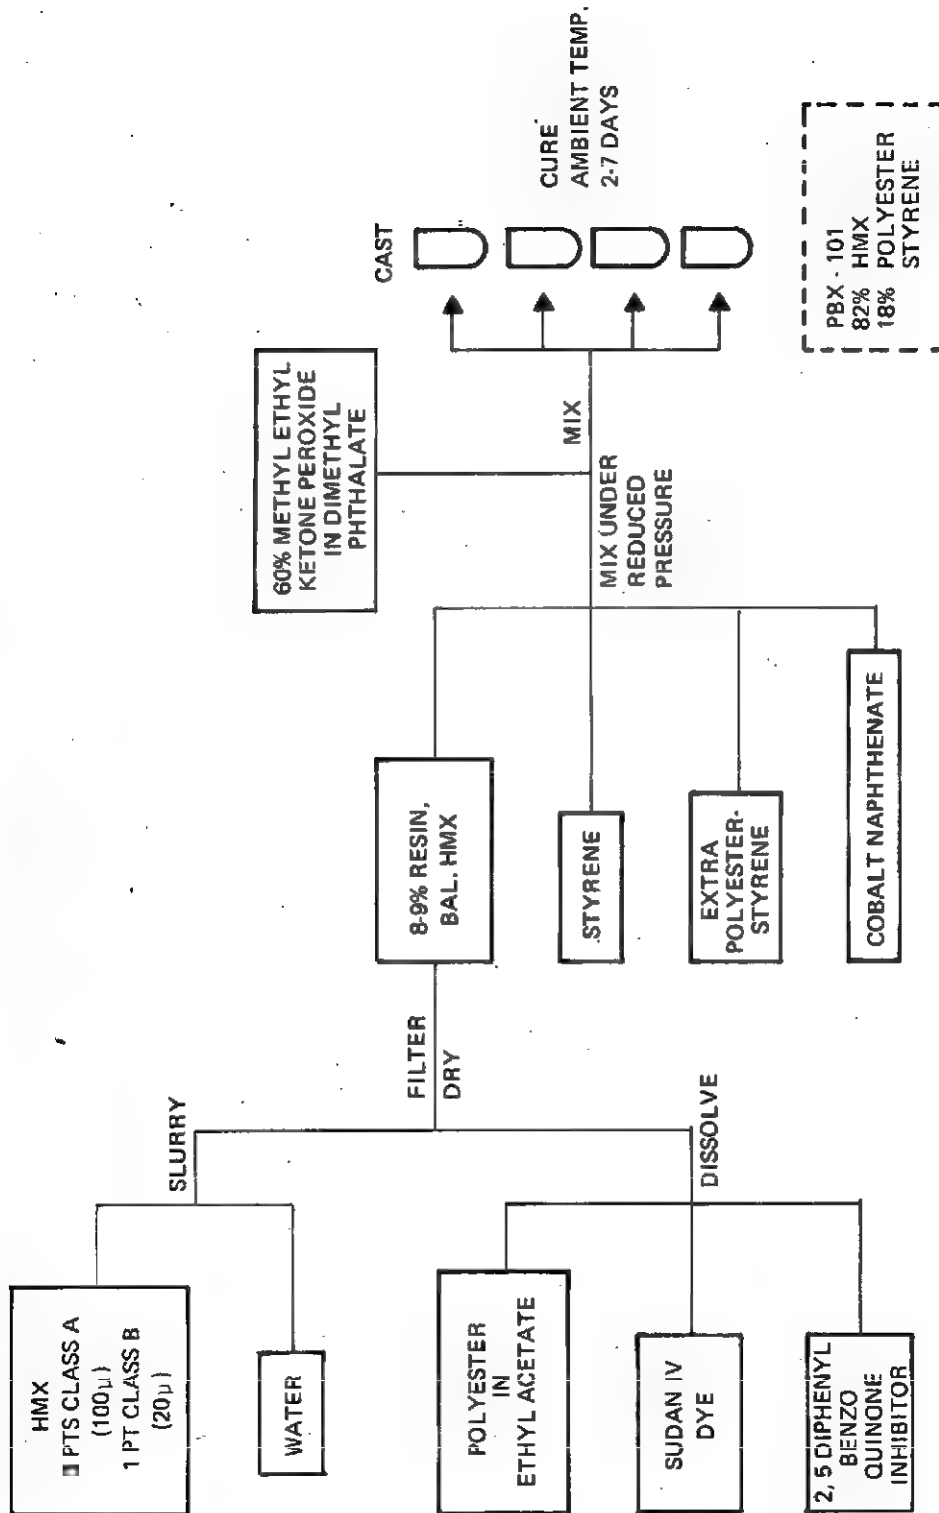 HMX
PTS CLASS A
(100μ)
1 PT CLASS B
(20μ)
WATER
SLURRY
POLYESTER
IN
ETHYL ACETATE
SUDAN IV
DYE
2, 5 DIPHENYL
BENZO
QUINONE
INHIBITOR
DISSOLVE
FILTER
DRY
8-9% RESIN,
BAL. HMX
STYRENE
EXTRA
POLYESTER-
STYRENE
COBALT NAPHTHENATE
MIX UNDER
REDUCED
PRESSURE
60% METHYL ETHYL
KETONE PEROXIDE
IN DIMETHYL
PHTHALATE
MIX
CAST
CURE
AMBIENT TEMP.
2-7 DAYS
PBX - 101
82% HMX
18% POLYESTER
STYRENE